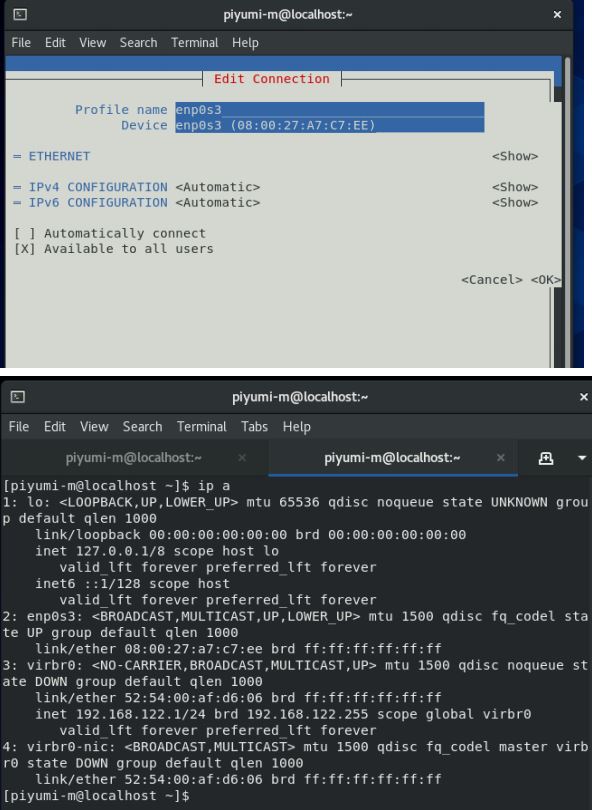 piyumi-m@localhost:~ ×
File Edit View Search Terminal Help
Edit Connection
Profile name enp0s3
Device enp0s3 (08:00:27:A7:C7:EE)
= ETHERNET <Show>
= IPv4 CONFIGURATION <Automatic> <Show>
= IPv6 CONFIGURATION <Automatic> <Show>
[ ] Automatically connect
[X] Available to all users
<Cancel> <OK>
piyumi-m@localhost:~ ×
File Edit View Search Terminal Tabs Help
piyumi-m@localhost:~ × piyumi-m@localhost:~ ×
[piyumi-m@localhost ~]$ ip a
1: lo: <LOOPBACK,UP,LOWER_UP> mtu 65536 qdisc noqueue state UNKNOWN grou
p default qlen 1000
link/loopback 00:00:00:00:00:00 brd 00:00:00:00:00:00
inet 127.0.0.1/8 scope host lo
valid_lft forever preferred_lft forever
inet6 ::1/128 scope host
valid_lft forever preferred_lft forever
2: enp0s3: <BROADCAST,MULTICAST,UP,LOWER_UP> mtu 1500 qdisc fq_codel sta
te UP group default qlen 1000
link/ether 08:00:27:a7:c7:ee brd ff:ff:ff:ff:ff:ff
3: virbr0: <NO-CARRIER,BROADCAST,MULTICAST,UP> mtu 1500 qdisc noqueue st
ate DOWN group default qlen 1000
link/ether 52:54:00:af:d6:06 brd ff:ff:ff:ff:ff:ff
inet 192.168.122.1/24 brd 192.168.122.255 scope global virbr0
valid_lft forever preferred_lft forever
4: virbr0-nic: <BROADCAST,MULTICAST> mtu 1500 qdisc fq_codel master virb
r0 state DOWN group default qlen 1000
link/ether 52:54:00:af:d6:06 brd ff:ff:ff:ff:ff:ff
[piyumi-m@localhost ~]$